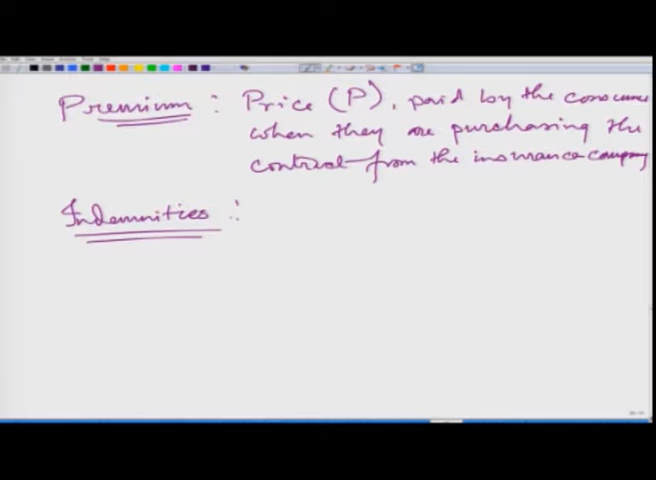 Premium : Price (P), paid by the consumer
when they are purchasing the
contract from the insurance company
Indemnities :